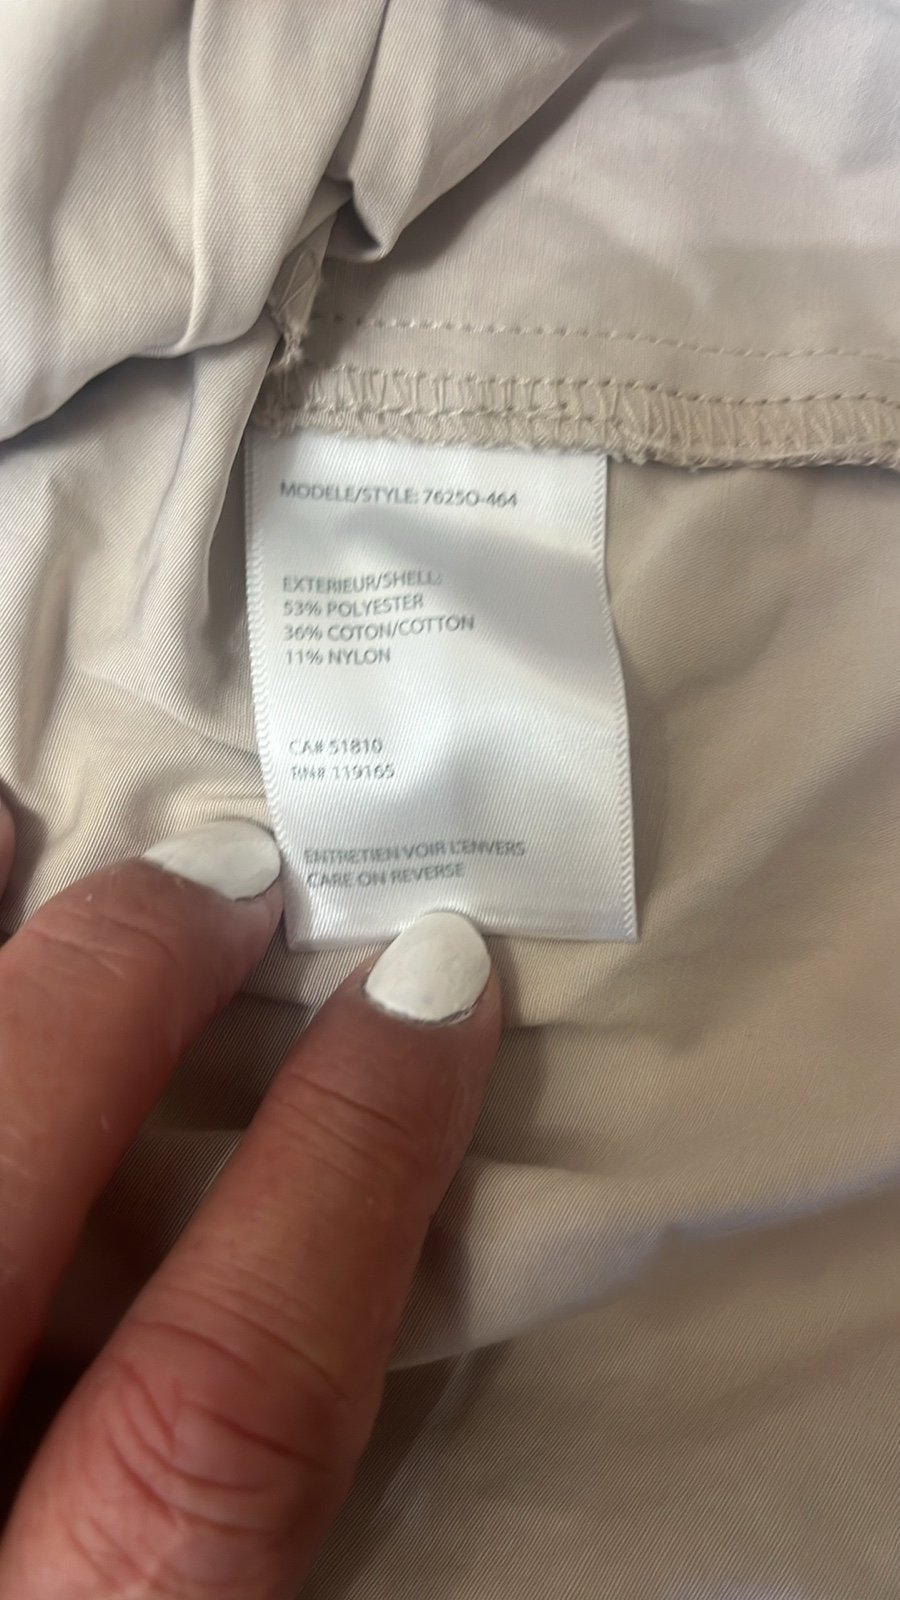 MODELE/STYLE: 7625O-464
EXTERIEUR/SHELL:
53% POLYESTER
36% COTON/COTTON
11% NYLON
CA# 51810
RN# 119165
ENTRETIEN VOIR L'ENVERS
CARE ON REVERSE